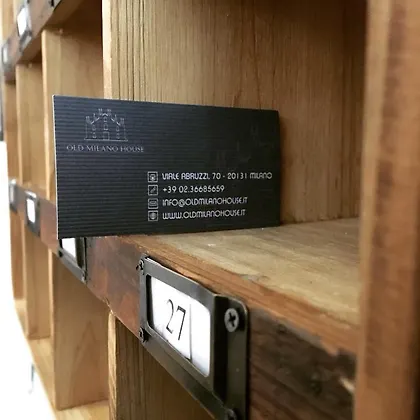 OLD MILANO HOUSE
VIALE ABRUZZI, 70 - 20131 MILANO
+39 02.36685659
INFO@OLDMILANOHOUSE.IT
WWW.OLDMILANOHOUSE.IT
27